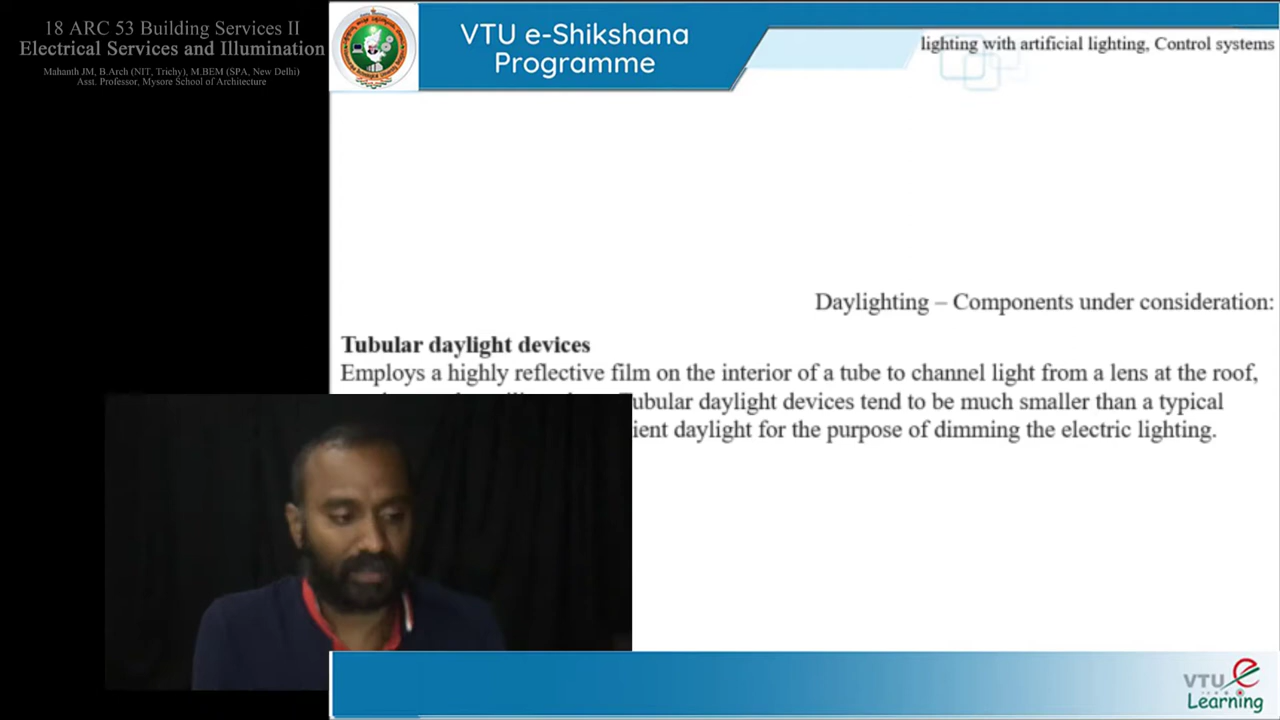 18 ARC 53 Building Services II
Electrical Services and Illumination
Mahanth JM, B.Arch (NIT, Trichy), M.BEM (SPA, New Delhi)
Asst. Professor, Mysore School of Architecture
VTU e-Shikshana
Programme
lighting with artificial lighting, Control systems
Daylighting – Components under consideration:
Tubular daylight devices
Employs a highly reflective film on the interior of a tube to channel light from a lens at the roof,
Tubular daylight devices tend to be much smaller than a typical
ient daylight for the purpose of dimming the electric lighting.
VTU e
Learning